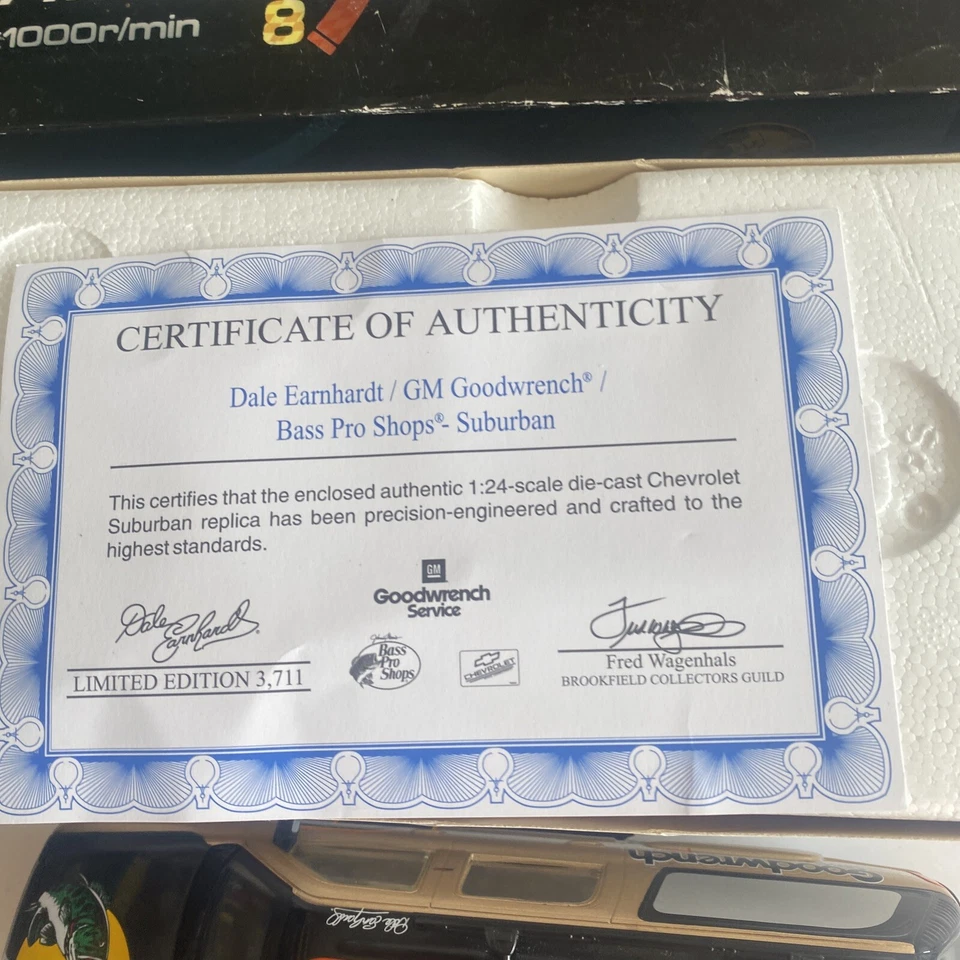 1000r/min
8
CERTIFICATE OF AUTHENTICITY
Dale Earnhardt / GM Goodwrench® /
Bass Pro Shops®- Suburban
This certifies that the enclosed authentic 1:24-scale die-cast Chevrolet
Suburban replica has been precision-engineered and crafted to the
highest standards.
GM
Goodwrench
Service
Dale
Earnhardt
LIMITED EDITION 3,711
Bass
Pro
Shops
CHEVROLET
Fred Wagenhals
BROOKFIELD COLLECTORS GUILD
Goodwrench
Dale Earnhardt